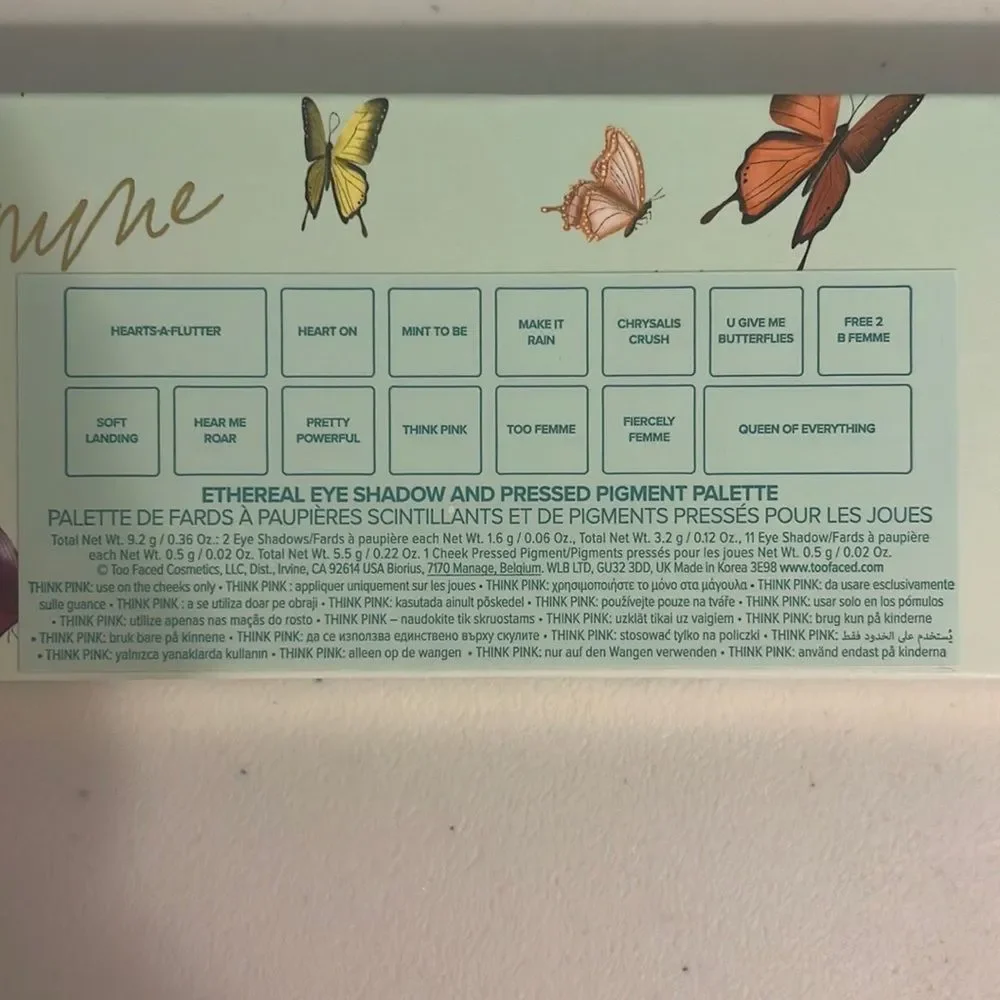 HEARTS-A-FLUTTER
HEART ON
MINT TO BE
MAKE IT
RAIN
CHRYSALIS
CRUSH
U GIVE ME
BUTTERFLIES
FREE 2
B FEMME
SOFT
LANDING
HEAR ME
ROAR
PRETTY
POWERFUL
THINK PINK
TOO FEMME
FIERCELY
FEMME
QUEEN OF EVERYTHING
ETHEREAL EYE SHADOW AND PRESSED PIGMENT PALETTE
PALETTE DE FARDS À PAUPIÈRES SCINTILLANTS ET DE PIGMENTS PRESSÉS POUR LES JOUES
Total Net Wt. 9.2 g / 0.36 Oz.: 2 Eye Shadows/Fards à paupière each Net Wt. 1.6 g / 0.06 Oz., Total Net Wt. 3.2 g / 0.12 Oz., 11 Eye Shadow/Fards à paupière
each Net Wt. 0.5 g / 0.02 Oz. Total Net Wt. 5.5 g / 0.22 Oz. 1 Cheek Pressed Pigment/Pigments pressés pour les joues Net Wt. 0.5 g / 0.02 Oz.
© Too Faced Cosmetics, LLC, Dist., Irvine, CA 92614 USA Biorius, 7170 Manage, Belgium. WLB LTD, GU32 3DD, UK Made in Korea 3E98 www.toofaced.com
THINK PINK: use on the cheeks only • THINK PINK : appliquer uniquement sur les joues • THINK PINK: χρησιμοποιήστε το μόνο στα μάγουλα • THINK PINK: da usare esclusivamente
sulle guance • THINK PINK : a se utiliza doar pe obraji • THINK PINK: kasutada ainult põskedel • THINK PINK: používejte pouze na tváře • THINK PINK: usar solo en los pómulos
• THINK PINK: utilize apenas nas maçãs do rosto • THINK PINK – naudokite tik skruostams • THINK PINK: uzklāt tikai uz vaigiem • THINK PINK: brug kun på kinderne
• THINK PINK: bruk bare på kinnene • THINK PINK: да се използва единствено върху скулите • THINK PINK: stosować tylko na policzki • THINK PINK: يُستخدم على الخدود فقط
• THINK PINK: yalnızca yanaklarda kullanın • THINK PINK: alleen op de wangen • THINK PINK: nur auf den Wangen verwenden • THINK PINK: använd endast på kinderna